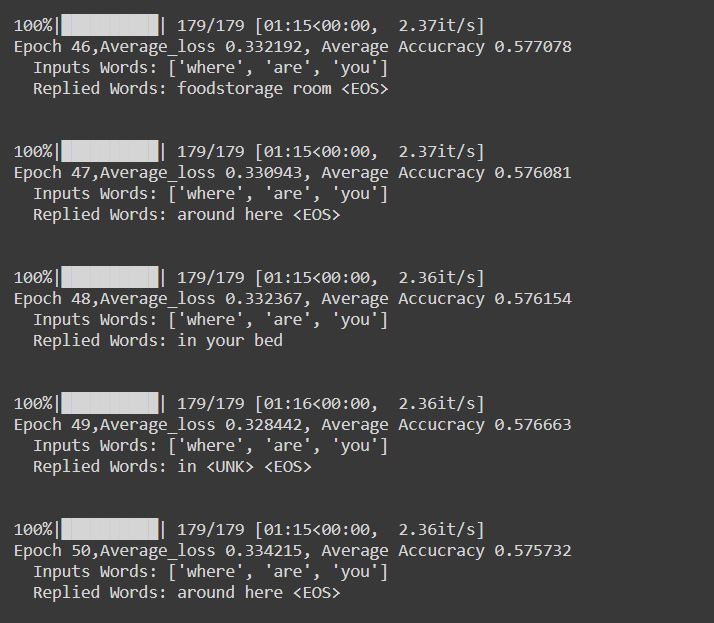 100%|██████████| 179/179 [01:15<00:00,  2.37it/s]
Epoch 46,Average_loss 0.332192, Average Accucracy 0.577078
  Inputs Words: ['where', 'are', 'you']
  Replied Words: foodstorage room <EOS>
100%|██████████| 179/179 [01:15<00:00,  2.37it/s]
Epoch 47,Average_loss 0.330943, Average Accucracy 0.576081
  Inputs Words: ['where', 'are', 'you']
  Replied Words: around here <EOS>
100%|██████████| 179/179 [01:15<00:00,  2.36it/s]
Epoch 48,Average_loss 0.332367, Average Accucracy 0.576154
  Inputs Words: ['where', 'are', 'you']
  Replied Words: in your bed
100%|██████████| 179/179 [01:16<00:00,  2.36it/s]
Epoch 49,Average_loss 0.328442, Average Accucracy 0.576663
  Inputs Words: ['where', 'are', 'you']
  Replied Words: in <UNK> <EOS>
100%|██████████| 179/179 [01:15<00:00,  2.36it/s]
Epoch 50,Average_loss 0.334215, Average Accucracy 0.575732
  Inputs Words: ['where', 'are', 'you']
  Replied Words: around here <EOS>